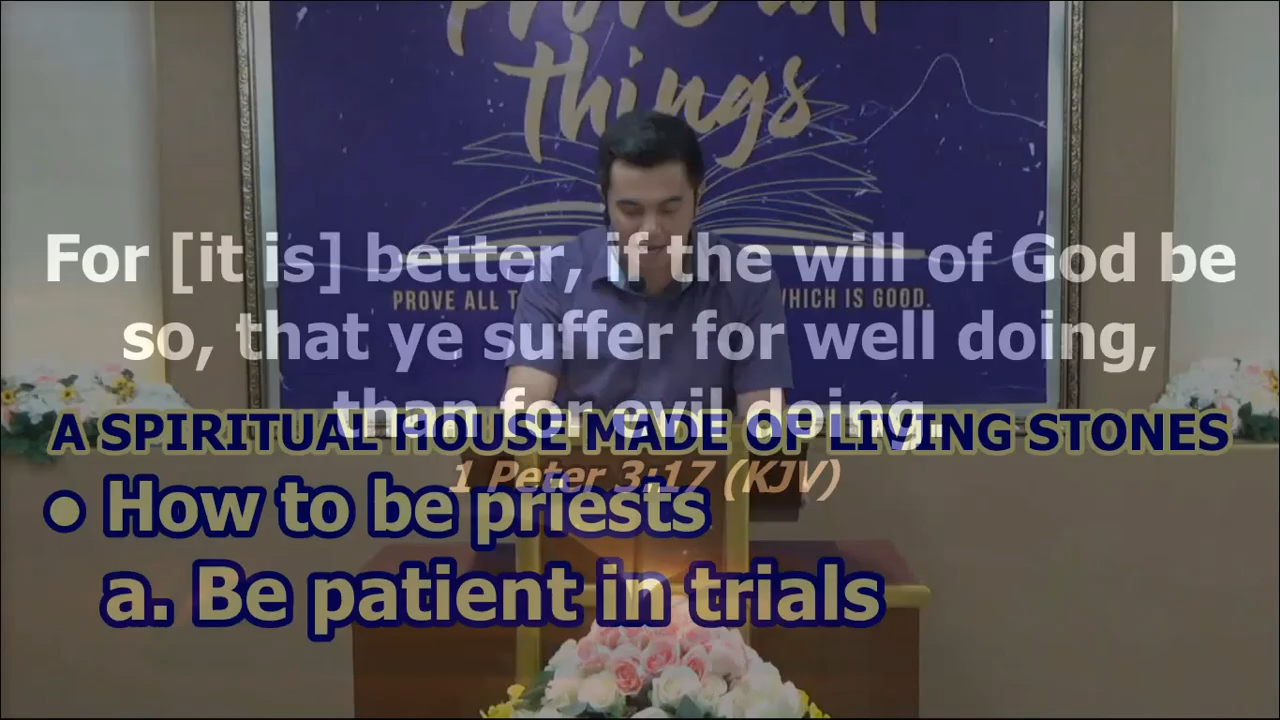 Prove all
things
For [it is] better, if the will of God be
so, that ye suffer for well doing,
than for evil doing.
1 Peter 3:17 (KJV)
PROVE ALL T WHICH IS GOOD.
A SPIRITUAL HOUSE MADE OF LIVING STONES
• How to be priests
a. Be patient in trials